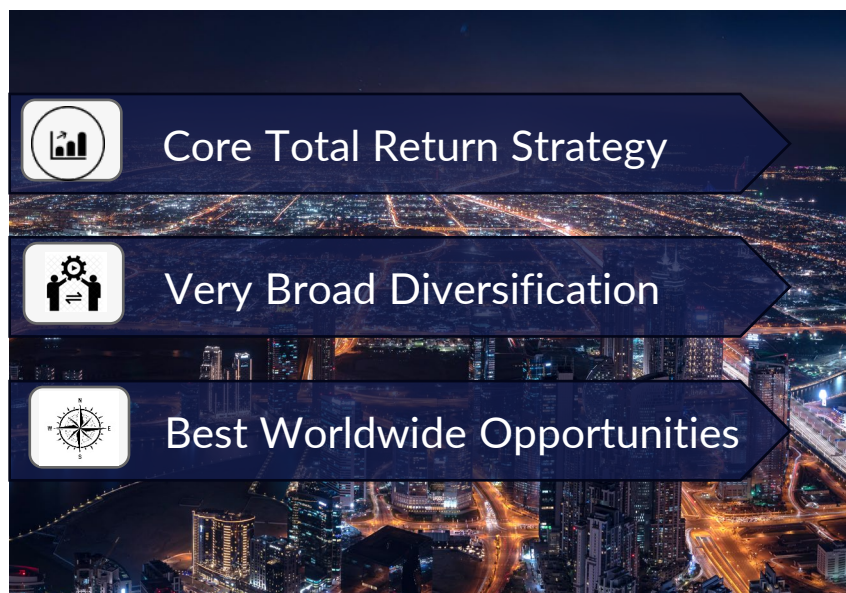 Core Total Return Strategy
Very Broad Diversification
N
W E
S
Best Worldwide Opportunities